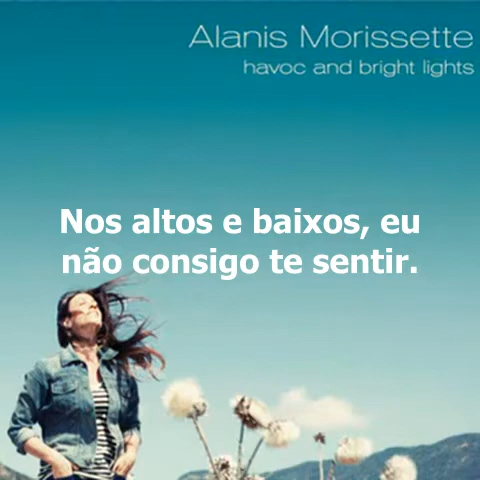 Alanis Morissette
havoc and bright lights
Nos altos e baixos, eu
não consigo te sentir.